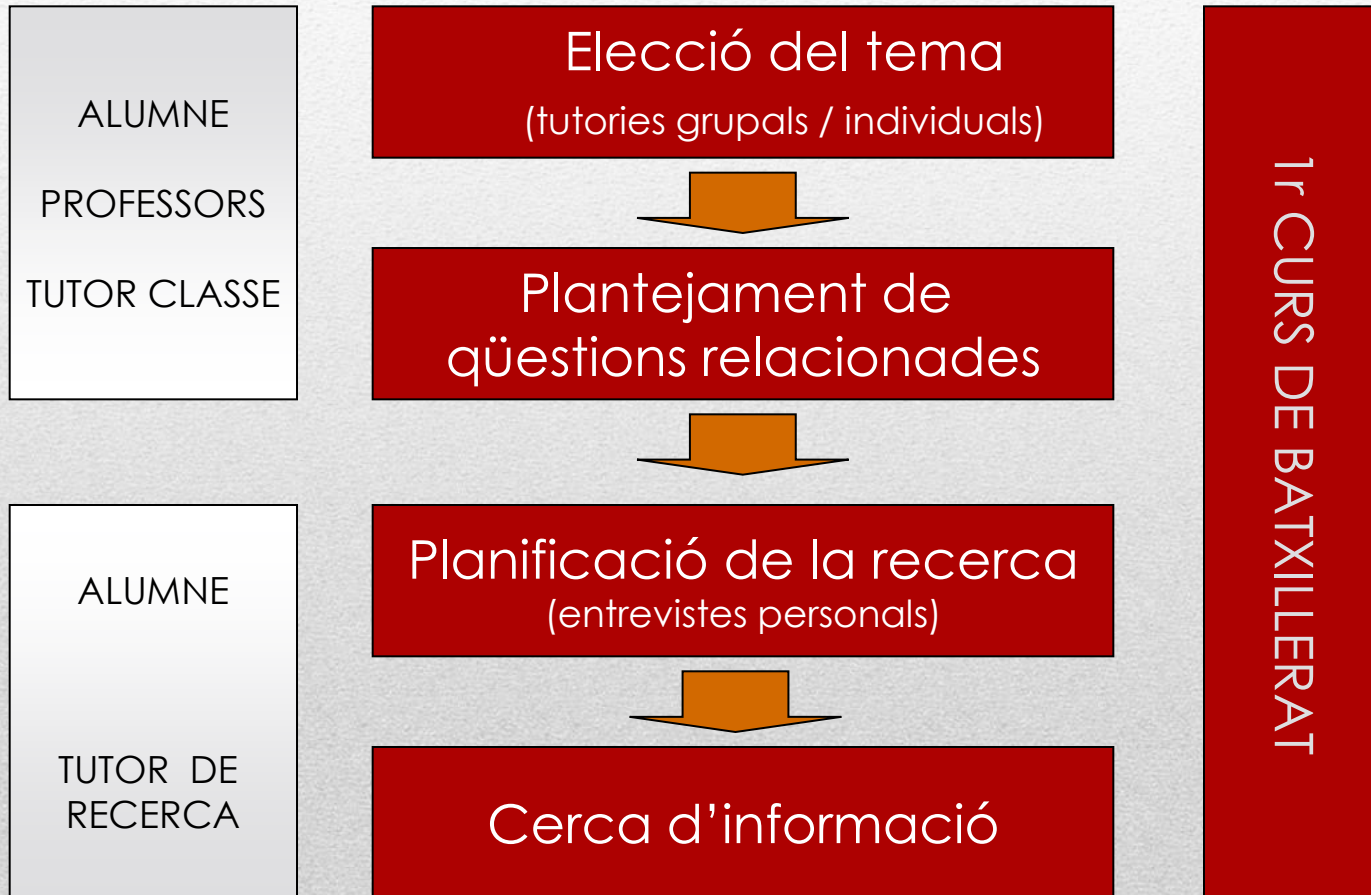 ALUMNE
PROFESSORS
TUTOR CLASSE
Elecció del tema
(tutories grupals / individuals)
Plantejament de
qüestions relacionades
ALUMNE
TUTOR DE
RECERCA
Planificació de la recerca
(entrevistes personals)
Cerca d’informació
1r CURS DE BATXILLERAT